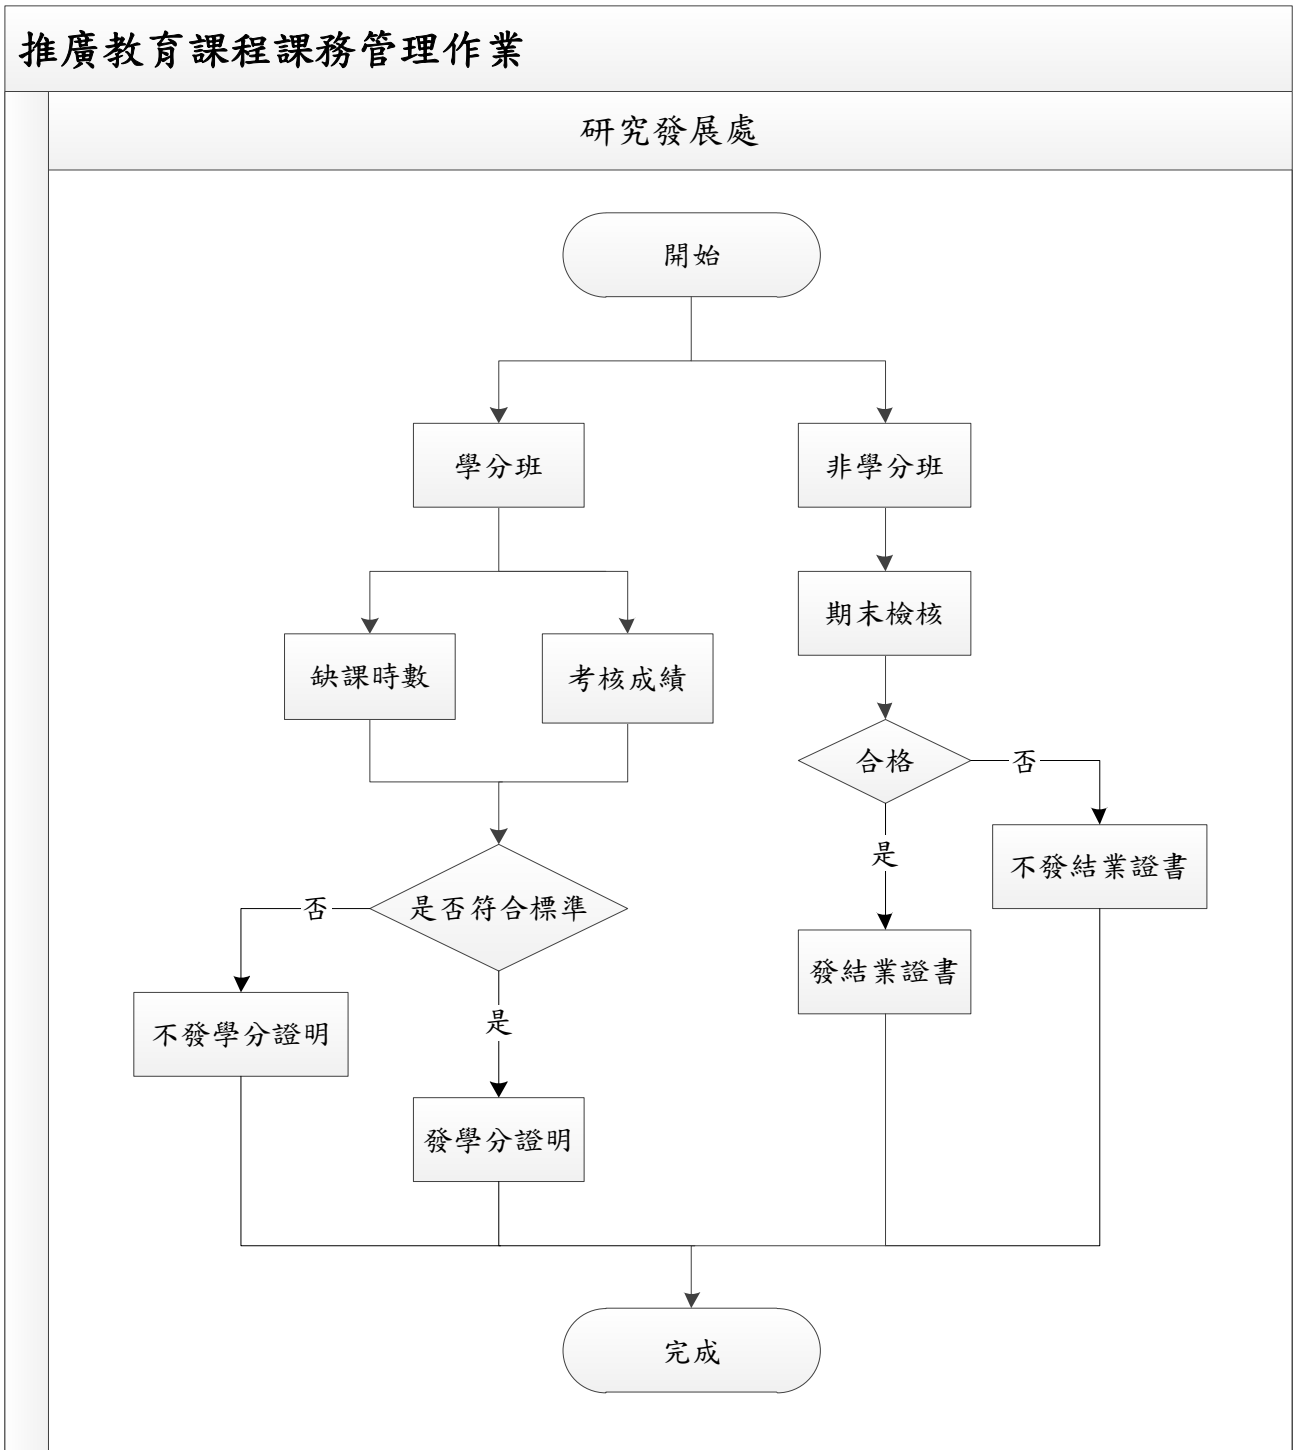 推廣教育課程課務管理作業
研究發展處
開始
學分班
非學分班
期末檢核
缺課時數
考核成績
合格
否
是
不發結業證書
是否符合標準
否
發結業證書
是
不發學分證明
發學分證明
完成